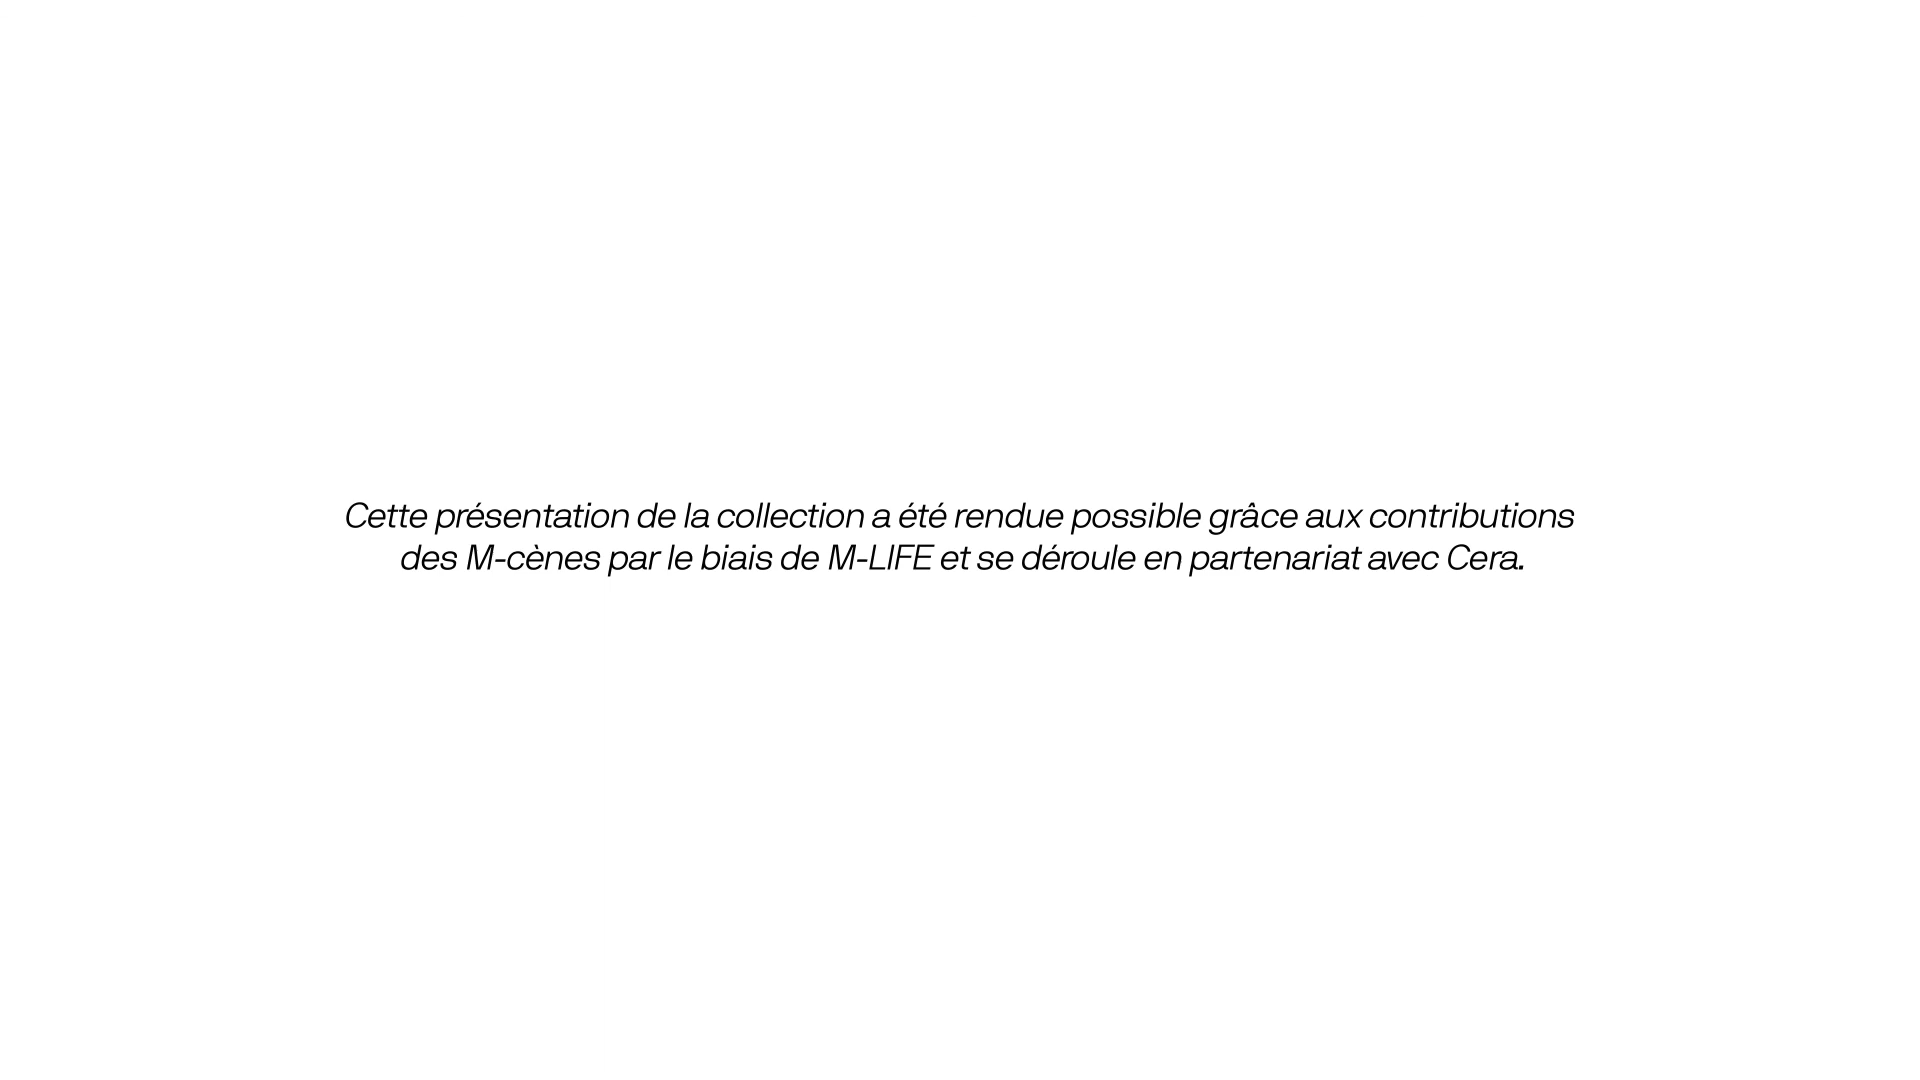 Cette présentation de la collection a été rendue possible grâce aux contributions
des M-cènes par le biais de M-LIFE et se déroule en partenariat avec Cera.